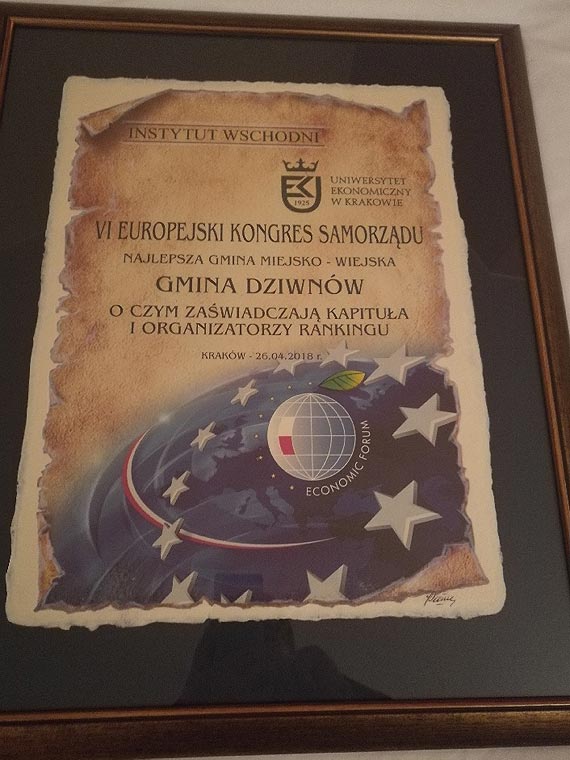 INSTYTUT WSCHODNI
1925
UNIWERSYTET
EKONOMICZNY
W KRAKOWIE
VI EUROPEJSKI KONGRES SAMORZĄDU
NAJLEPSZA GMINA MIEJSKO - WIEJSKA
GMINA DZIWNÓW
O CZYM ZAŚWIADCZAJĄ KAPITUŁA
I ORGANIZATORZY RANKINGU
KRAKÓW - 26.04.2018 r.
ECONOMIC FORUM